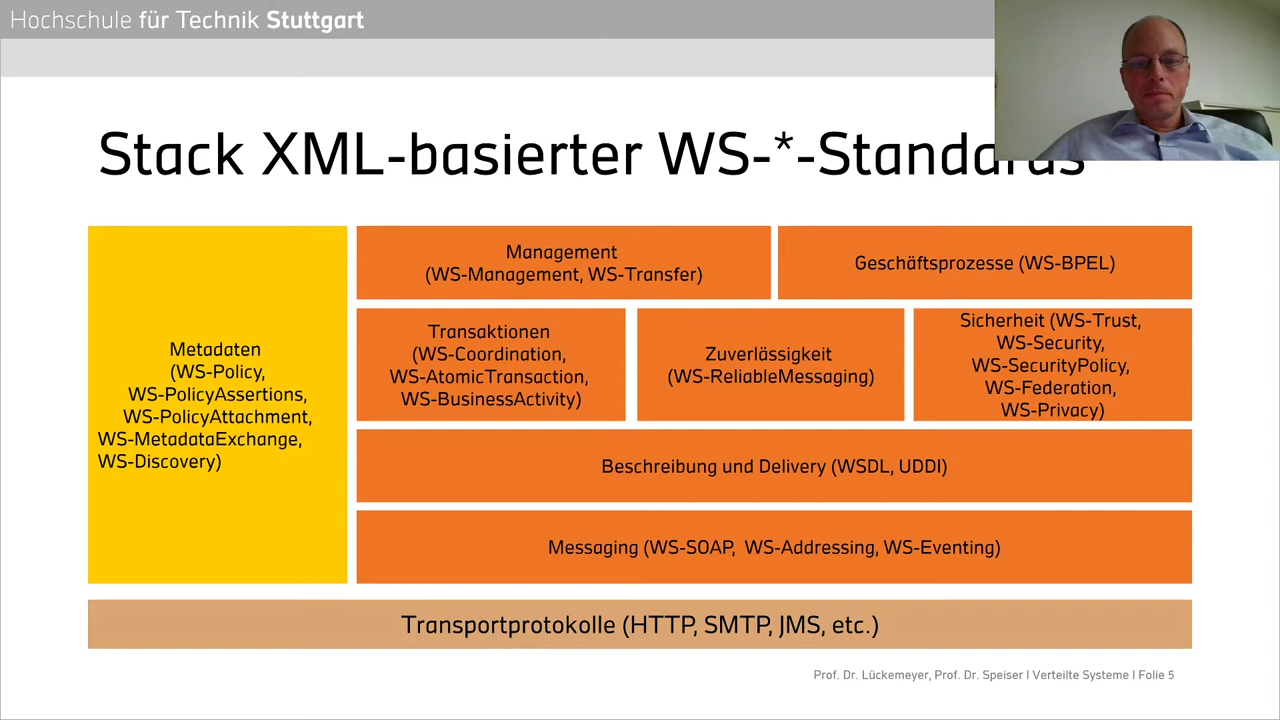 Hochschule für Technik Stuttgart
Stack XML-basierter WS-*-Standards
Metadaten
(WS-Policy,
WS-PolicyAssertions,
WS-PolicyAttachment,
WS-MetadataExchange,
WS-Discovery)
Management
(WS-Management, WS-Transfer)
Geschäftsprozesse (WS-BPEL)
Transaktionen
(WS-Coordination,
WS-AtomicTransaction,
WS-BusinessActivity)
Zuverlässigkeit
(WS-ReliableMessaging)
Sicherheit (WS-Trust,
WS-Security,
WS-SecurityPolicy,
WS-Federation,
WS-Privacy)
Beschreibung und Delivery (WSDL, UDDI)
Messaging (WS-SOAP, WS-Addressing, WS-Eventing)
Transportprotokolle (HTTP, SMTP, JMS, etc.)
Prof. Dr. Lückemeyer, Prof. Dr. Speiser I Verteilte Systeme I Folie 5